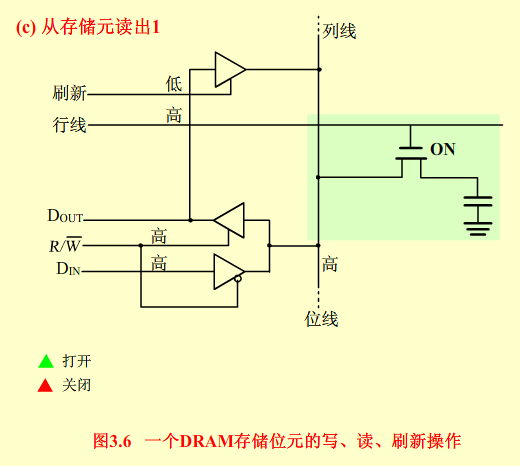 (c) 从存储元读出1
列线
低
刷新
高
行线
ON
DOUT
高
R/W̅
高
DIN
高
位线
打开
关闭
图3.6 一个DRAM存储位元的写、读、刷新操作